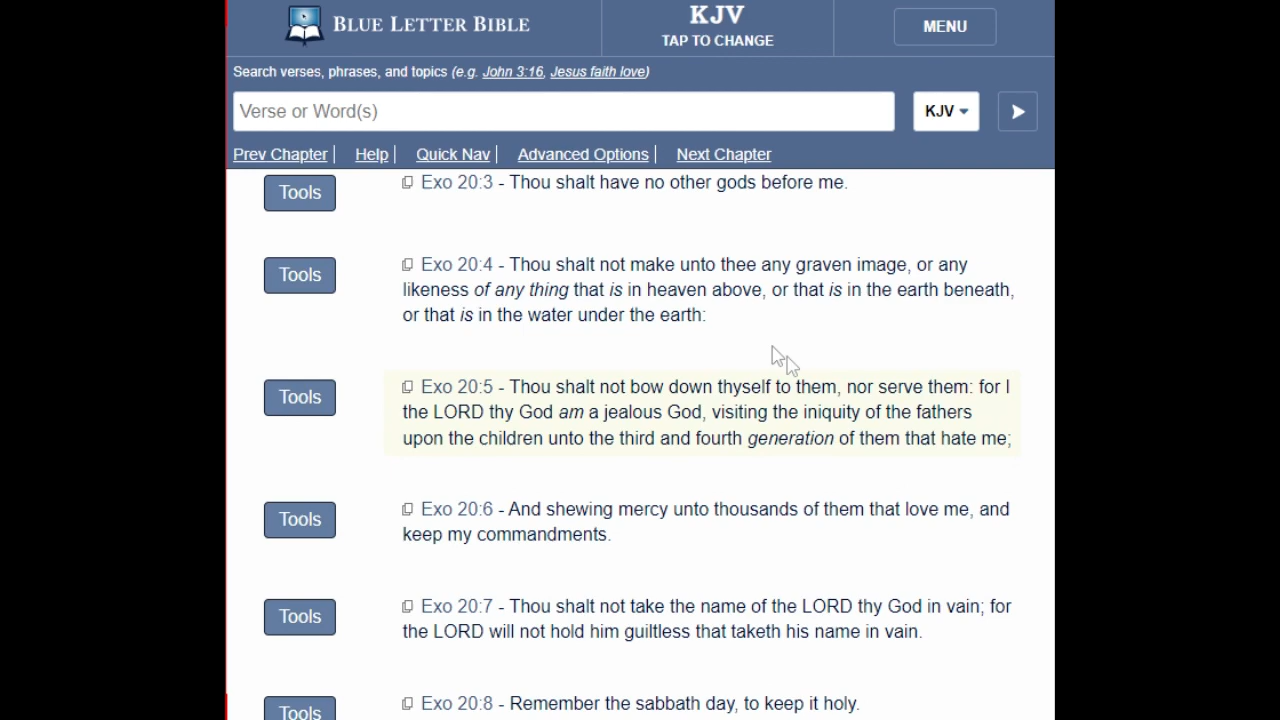 BLUE LETTER BIBLE
KJV
TAP TO CHANGE
MENU
Search verses, phrases, and topics (e.g. John 3:16, Jesus faith love)
Verse or Word(s)
KJV
Prev Chapter | Help | Quick Nav | Advanced Options | Next Chapter
Tools
Exo 20:3 - Thou shalt have no other gods before me.
Tools
Exo 20:4 - Thou shalt not make unto thee any graven image, or any
likeness of any thing that is in heaven above, or that is in the earth beneath,
or that is in the water under the earth:
Tools
Exo 20:5 - Thou shalt not bow down thyself to them, nor serve them: for I
the LORD thy God am a jealous God, visiting the iniquity of the fathers
upon the children unto the third and fourth generation of them that hate me;
Tools
Exo 20:6 - And shewing mercy unto thousands of them that love me, and
keep my commandments.
Tools
Exo 20:7 - Thou shalt not take the name of the LORD thy God in vain; for
the LORD will not hold him guiltless that taketh his name in vain.
Tools
Exo 20:8 - Remember the sabbath day, to keep it holy.